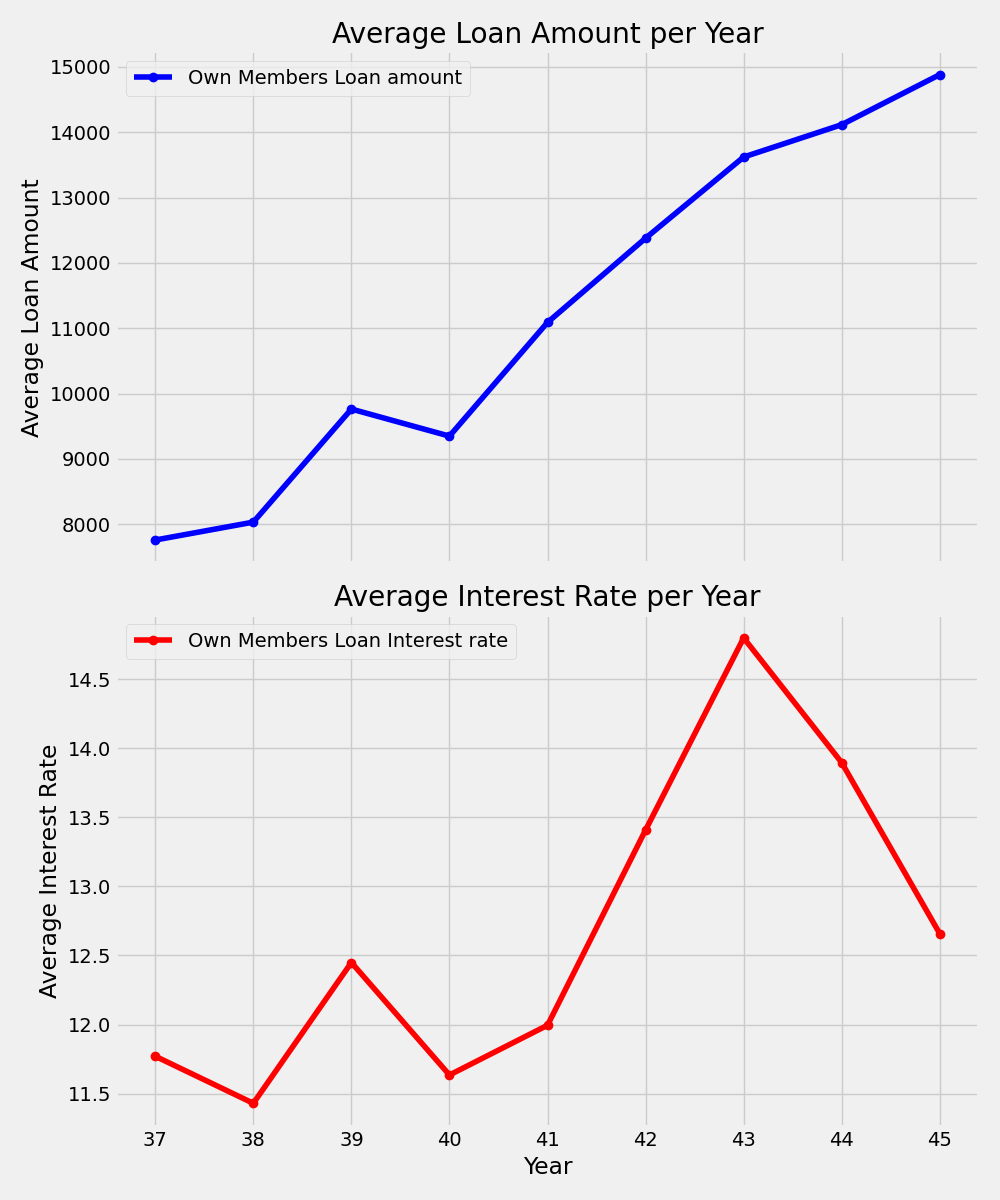 Average Loan Amount per Year
Own Members Loan amount
15000
14000
13000
12000
11000
10000
9000
8000
Average Loan Amount
Average Interest Rate per Year
Own Members Loan Interest rate
14.5
14.0
13.5
13.0
12.5
12.0
11.5
Average Interest Rate
37 38 39 40 41 42 43 44 45
Year